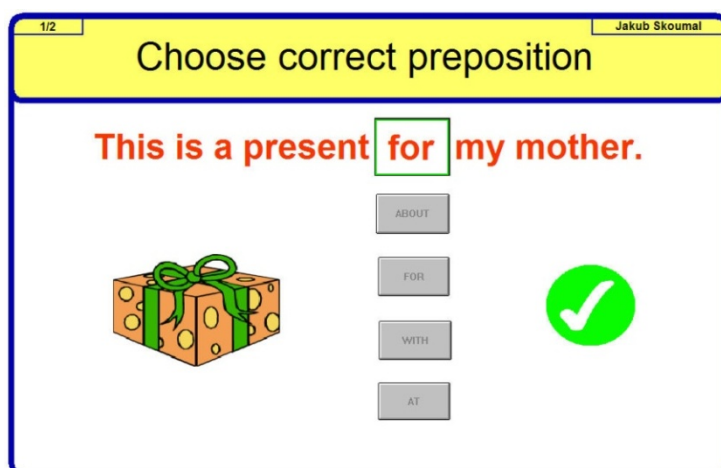 1/2
Jakub Skoumal
Choose correct preposition
This is a present for my mother.
ABOUT
FOR
WITH
AT